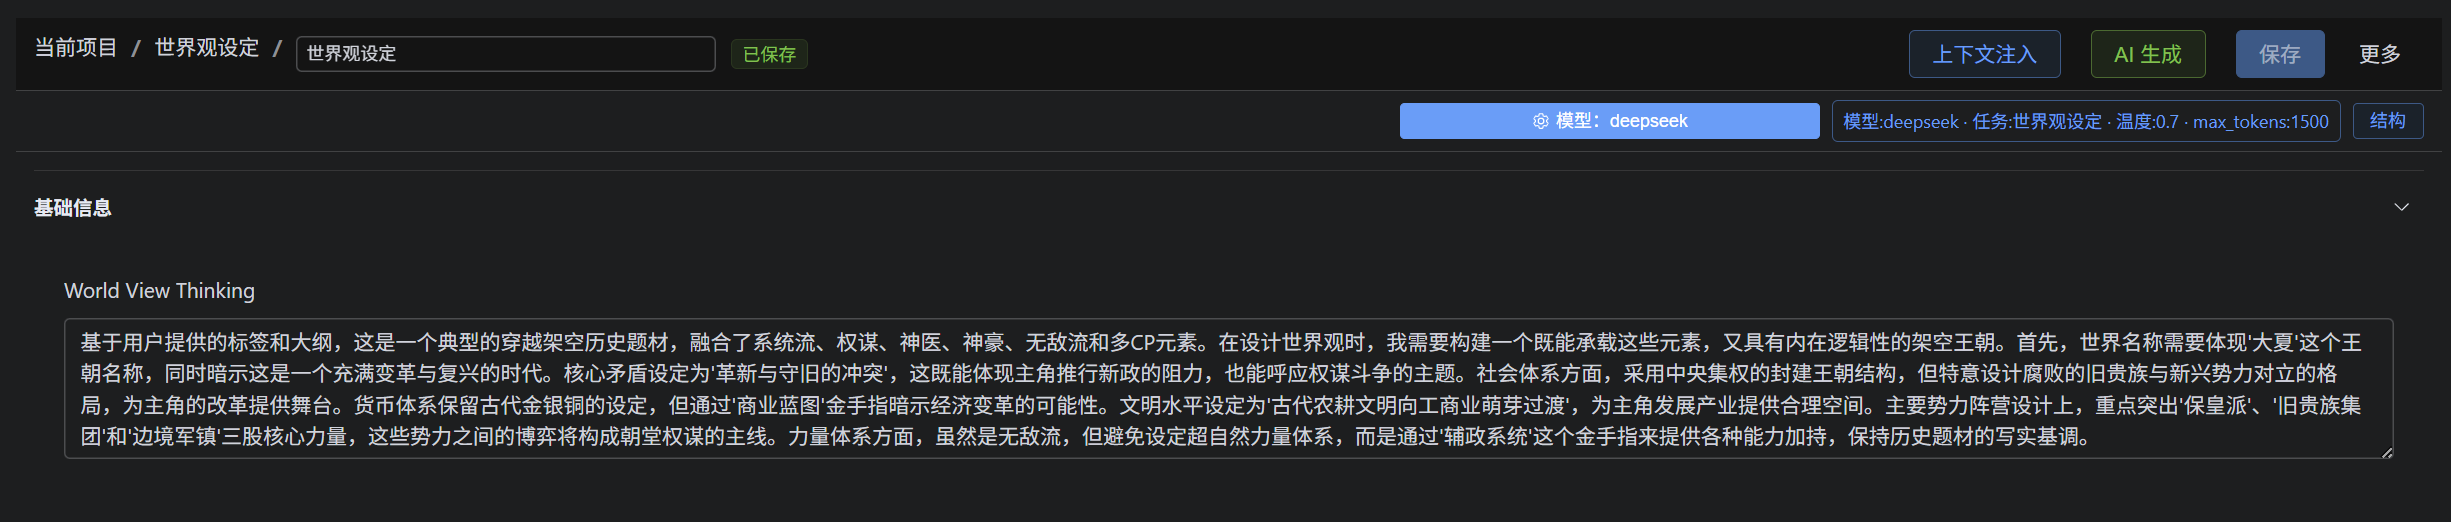 当前项目 / 世界观设定 / 世界观设定 已保存 上下文注入 AI 生成 保存 更多
模型：deepseek 模型:deepseek · 任务:世界观设定 · 温度:0.7 · max_tokens:1500 结构
基础信息
World View Thinking
基于用户提供的标签和大纲，这是一个典型的穿越架空历史题材，融合了系统流、权谋、神医、神豪、无敌流和多CP元素。在设计世界观时，我需要构建一个既能承载这些元素，又具有内在逻辑性的架空王朝。首先，世界名称需要体现'大夏'这个王
朝名称，同时暗示这是一个充满变革与复兴的时代。核心矛盾设定为'革新与守旧的冲突'，这既能体现主角推行新政的阻力，也能呼应权谋斗争的主题。社会体系方面，采用中央集权的封建王朝结构，但特意设计腐败的旧贵族与新兴势力对立的格
局，为主角的改革提供舞台。货币体系保留古代金银铜的设定，但通过'商业蓝图'金手指暗示经济变革的可能性。文明水平设定为'古代农耕文明向工商业萌芽过渡'，为主角发展产业提供合理空间。主要势力阵营设计上，重点突出'保皇派'、'旧贵族集
团'和'边境军镇'三股核心力量，这些势力之间的博弈将构成朝堂权谋的主线。力量体系方面，虽然是无敌流，但避免设定超自然力量体系，而是通过'辅政系统'这个金手指来提供各种能力加持，保持历史题材的写实基调。